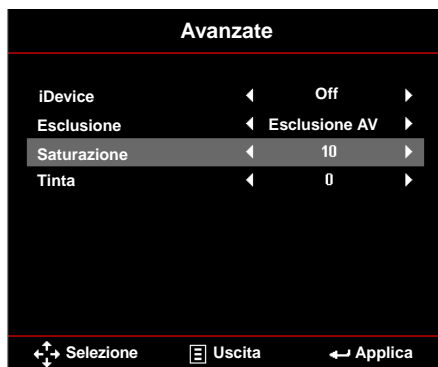 Avanzate
iDevice Off
Esclusione Esclusione AV
Saturazione 10
Tinta 0
Selezione Uscita Applica